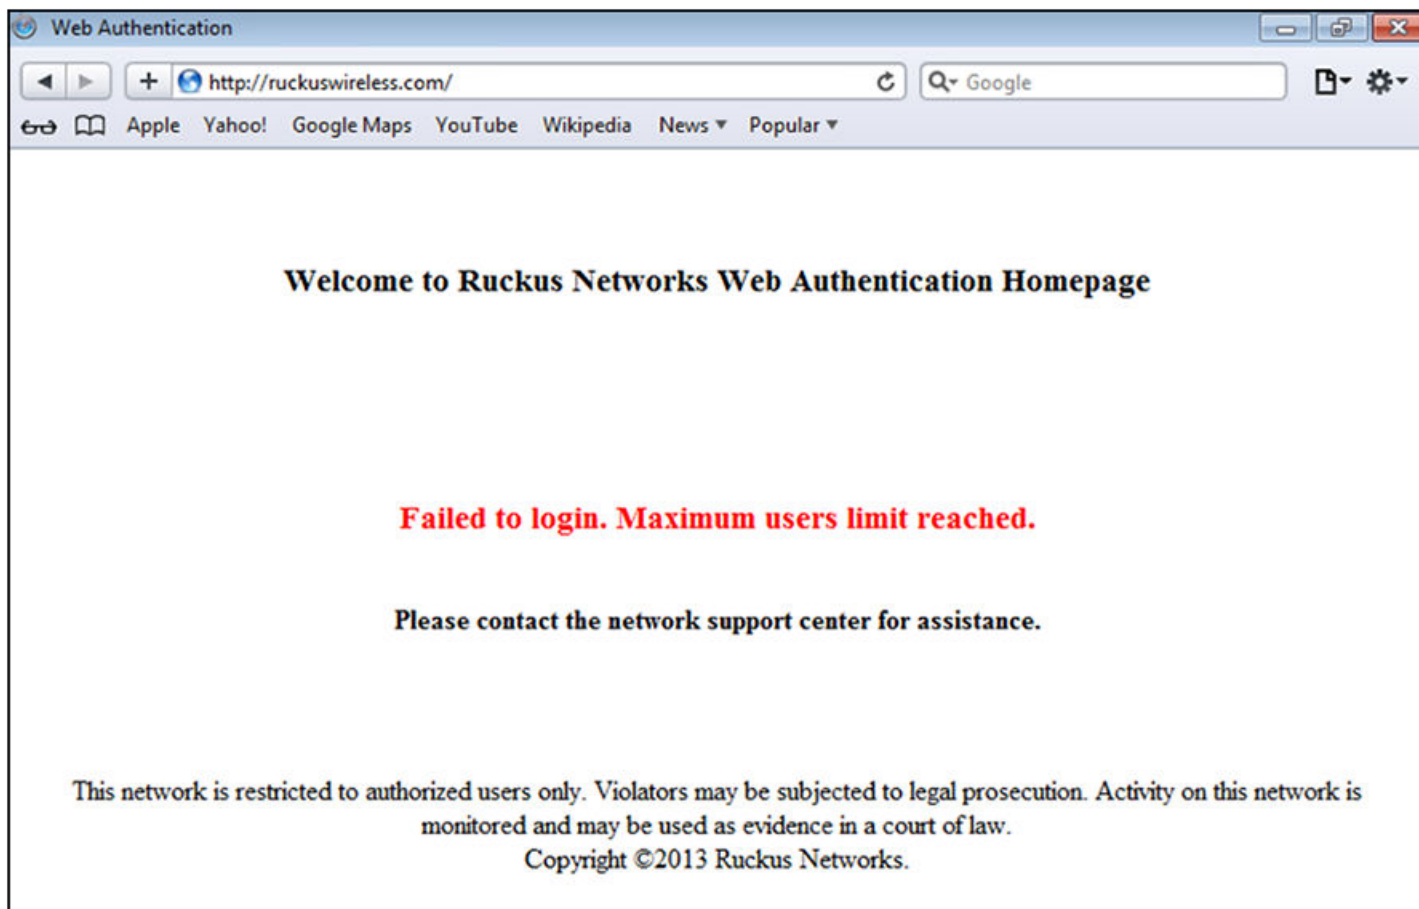 Web Authentication
http://ruckuswireless.com/
Google
Apple Yahoo! Google Maps YouTube Wikipedia News Popular
Welcome to Ruckus Networks Web Authentication Homepage
Failed to login. Maximum users limit reached.
Please contact the network support center for assistance.
This network is restricted to authorized users only. Violators may be subjected to legal prosecution. Activity on this network is
monitored and may be used as evidence in a court of law.
Copyright ©2013 Ruckus Networks.